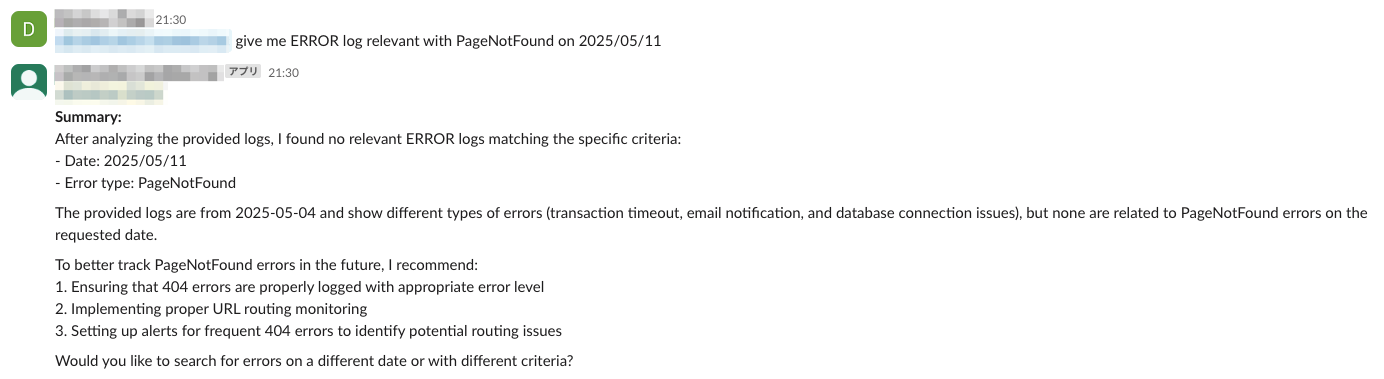 D
21:30
give me ERROR log relevant with PageNotFound on 2025/05/11
アプリ 21:30
Summary:
After analyzing the provided logs, I found no relevant ERROR logs matching the specific criteria:
- Date: 2025/05/11
- Error type: PageNotFound
The provided logs are from 2025-05-04 and show different types of errors (transaction timeout, email notification, and database connection issues), but none are related to PageNotFound errors on the
requested date.
To better track PageNotFound errors in the future, I recommend:
1. Ensuring that 404 errors are properly logged with appropriate error level
2. Implementing proper URL routing monitoring
3. Setting up alerts for frequent 404 errors to identify potential routing issues
Would you like to search for errors on a different date or with different criteria?